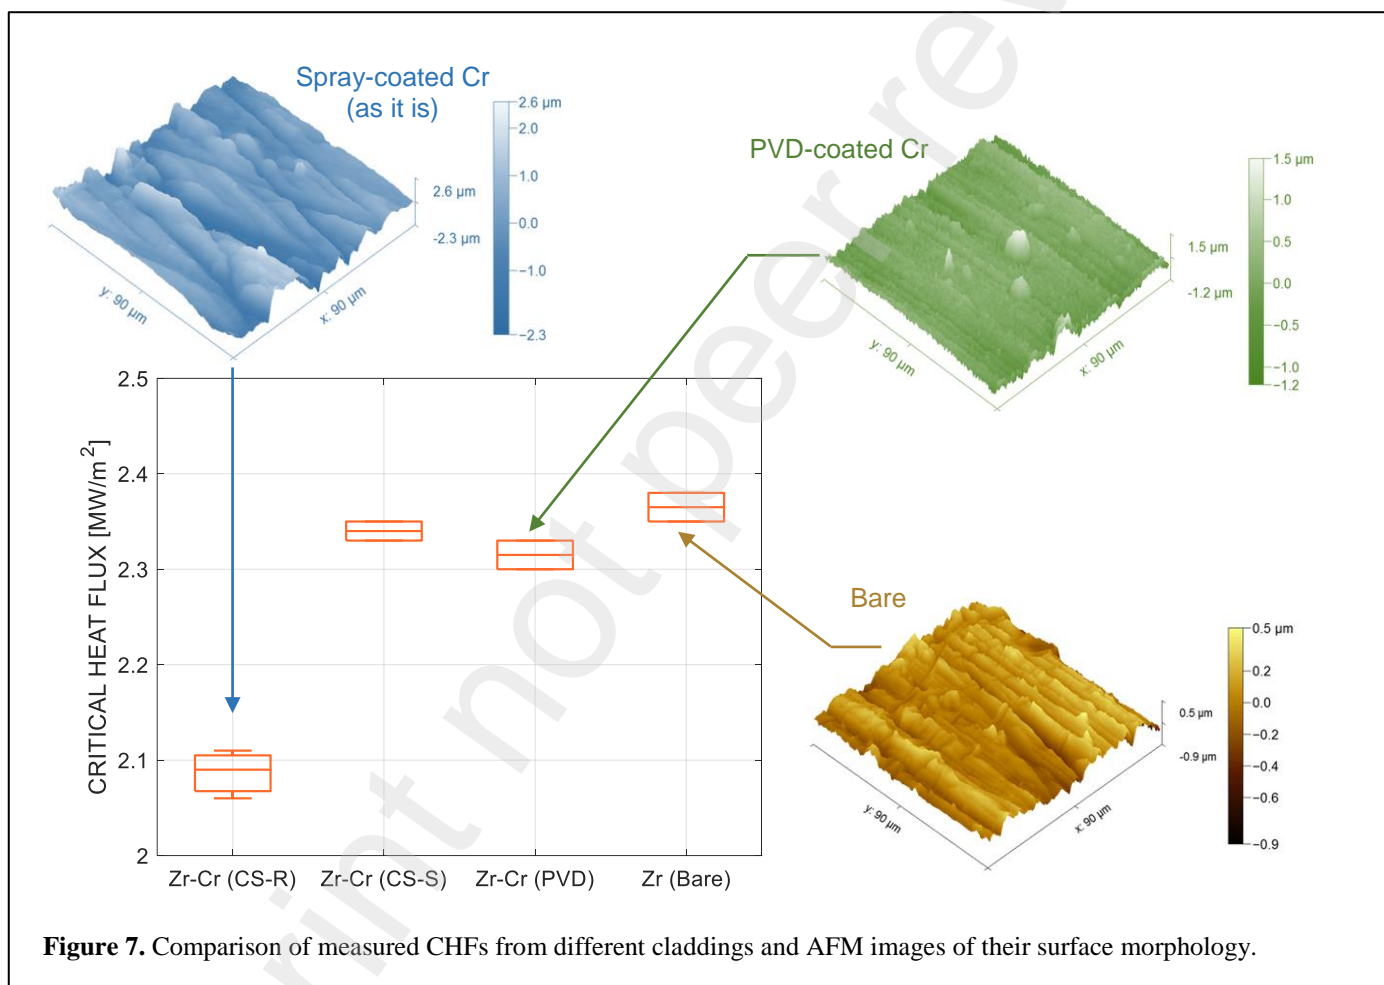 Spray-coated Cr
(as it is)
2.6 µm
2.0
1.0
0.0
−1.0
−2.3
2.6 µm
-2.3 µm
y: 90 µm
x: 90 µm
PVD-coated Cr
1.5 µm
1.0
0.5
0.0
−0.5
−1.0
−1.2
1.5 µm
-1.2 µm
y: 90 µm
x: 90 µm
CRITICAL HEAT FLUX [MW/m²]
2.5
2.4
2.3
2.2
2.1
2
Zr-Cr (CS-R)
Zr-Cr (CS-S)
Zr-Cr (PVD)
Zr (Bare)
Bare
0.5 µm
0.2
0.0
−0.2
−0.4
−0.6
−0.9
0.5 µm
-0.9 µm
y: 90 µm
x: 90 µm
Figure 7. Comparison of measured CHFs from different claddings and AFM images of their surface morphology.
rint not peer rev